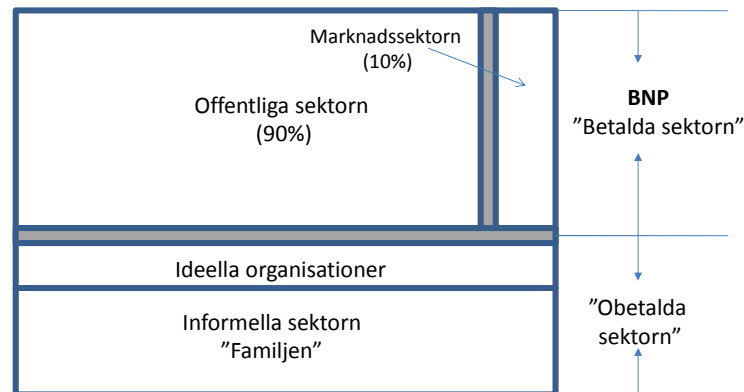 Marknadssektorn
(10%)
Offentliga sektorn
(90%)
BNP
”Betalda sektorn”
Ideella organisationer
Informella sektorn
”Familjen”
”Obetalda
sektorn”